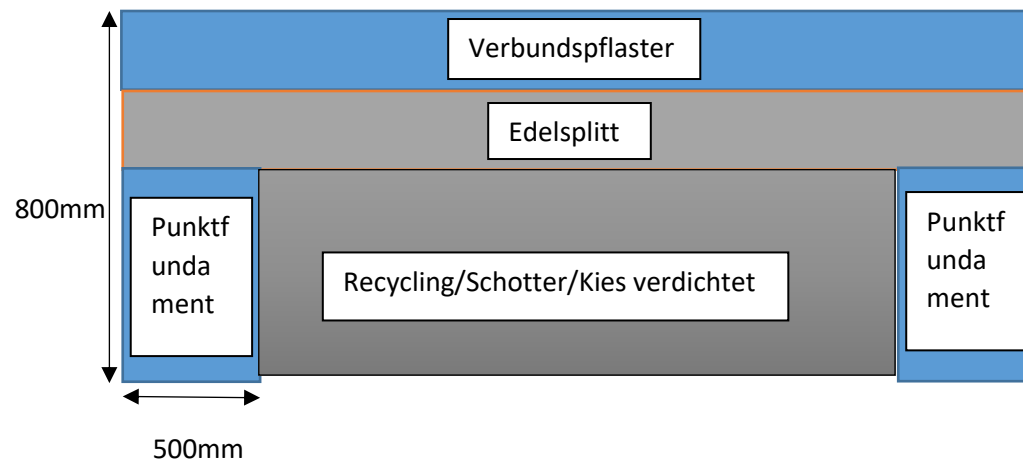 Verbundspflaster
Edelsplitt
800mm
Punktf
unda
ment
Recycling/Schotter/Kies verdichtet
Punktf
unda
ment
500mm